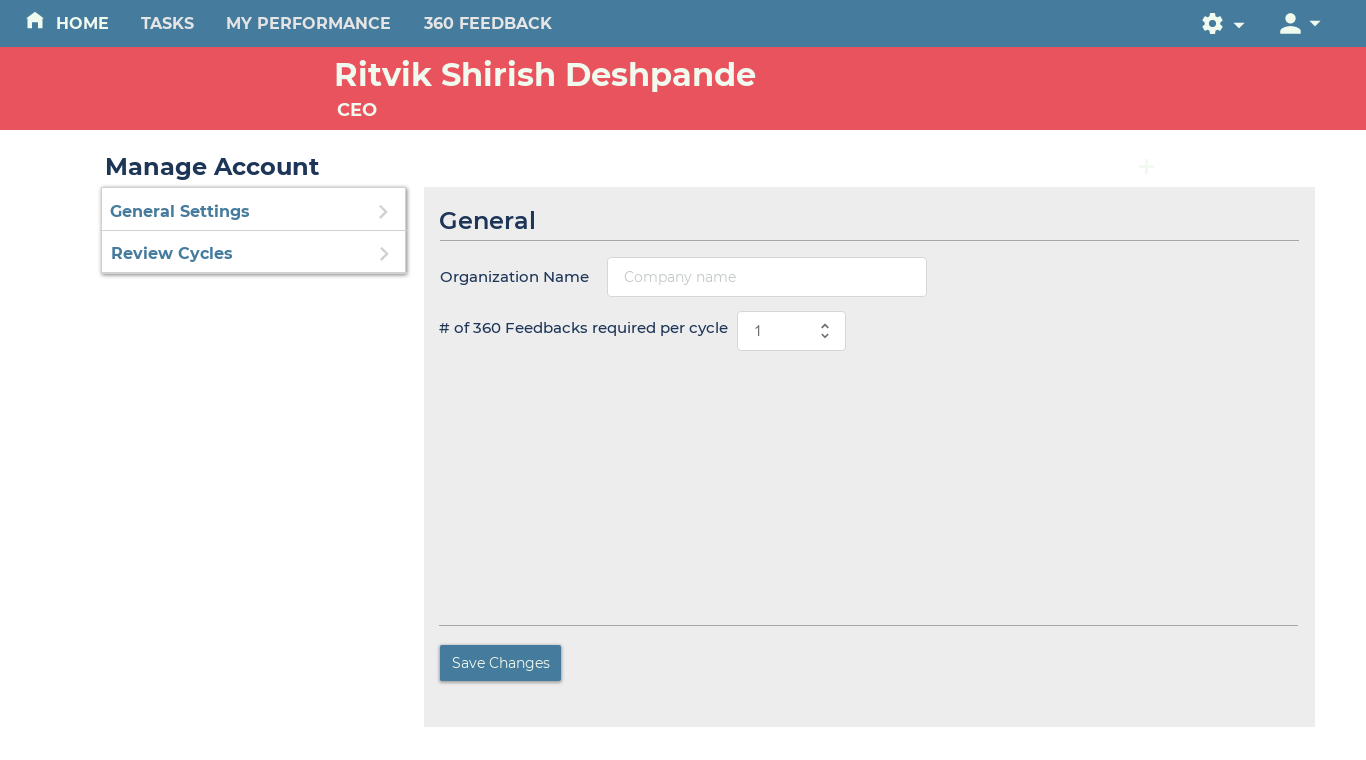 HOME TASKS MY PERFORMANCE 360 FEEDBACK
Ritvik Shirish Deshpande
CEO
Manage Account
General Settings
Review Cycles
General
Organization Name Company name
# of 360 Feedbacks required per cycle 1
Save Changes